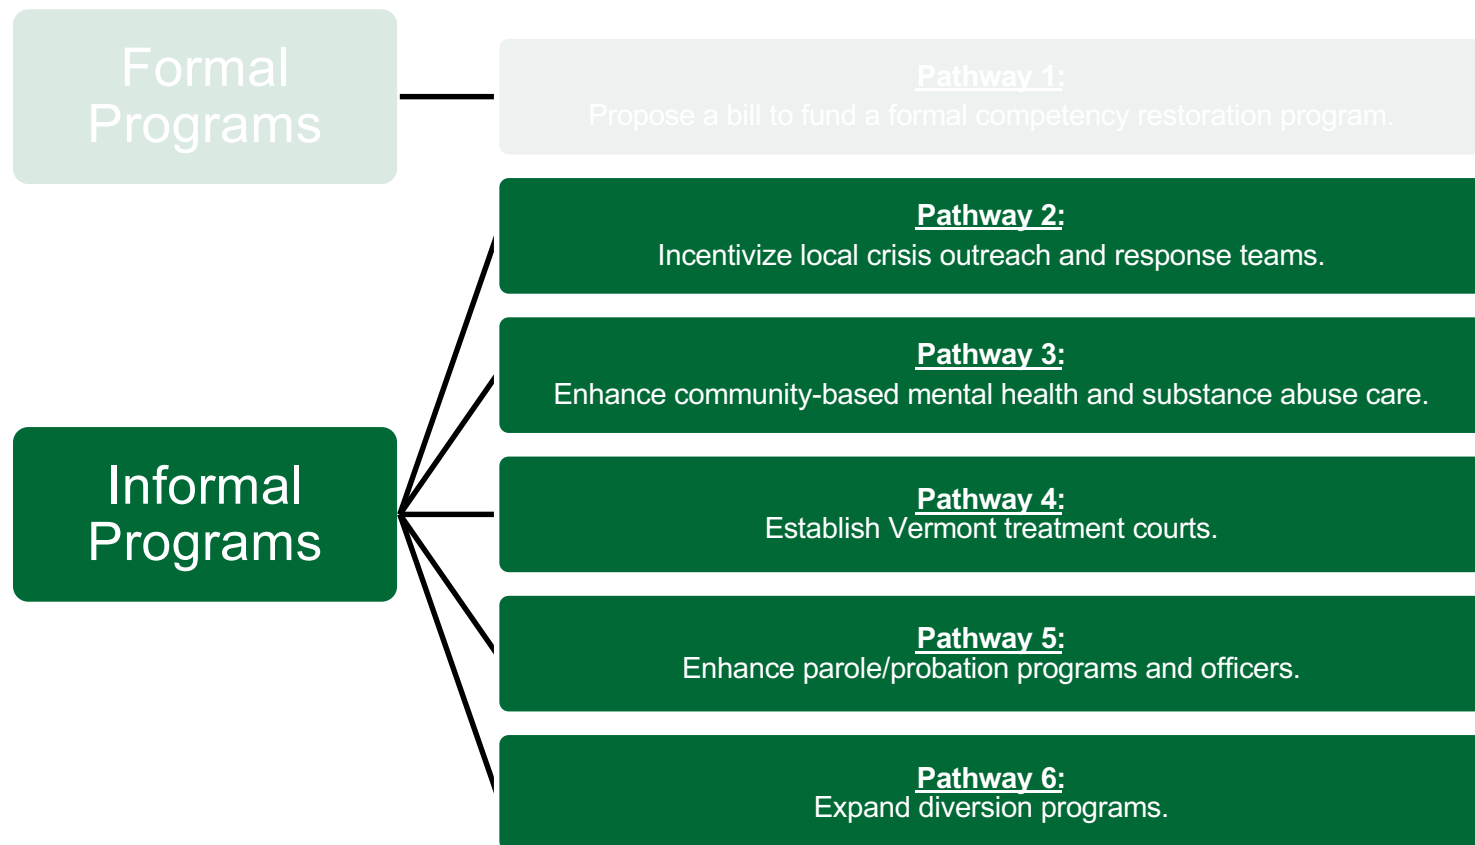 Formal
Programs
Pathway 1:
Propose a bill to fund a formal competency restoration program.
Pathway 2:
Incentivize local crisis outreach and response teams.
Pathway 3:
Enhance community-based mental health and substance abuse care.
Informal
Programs
Pathway 4:
Establish Vermont treatment courts.
Pathway 5:
Enhance parole/probation programs and officers.
Pathway 6:
Expand diversion programs.